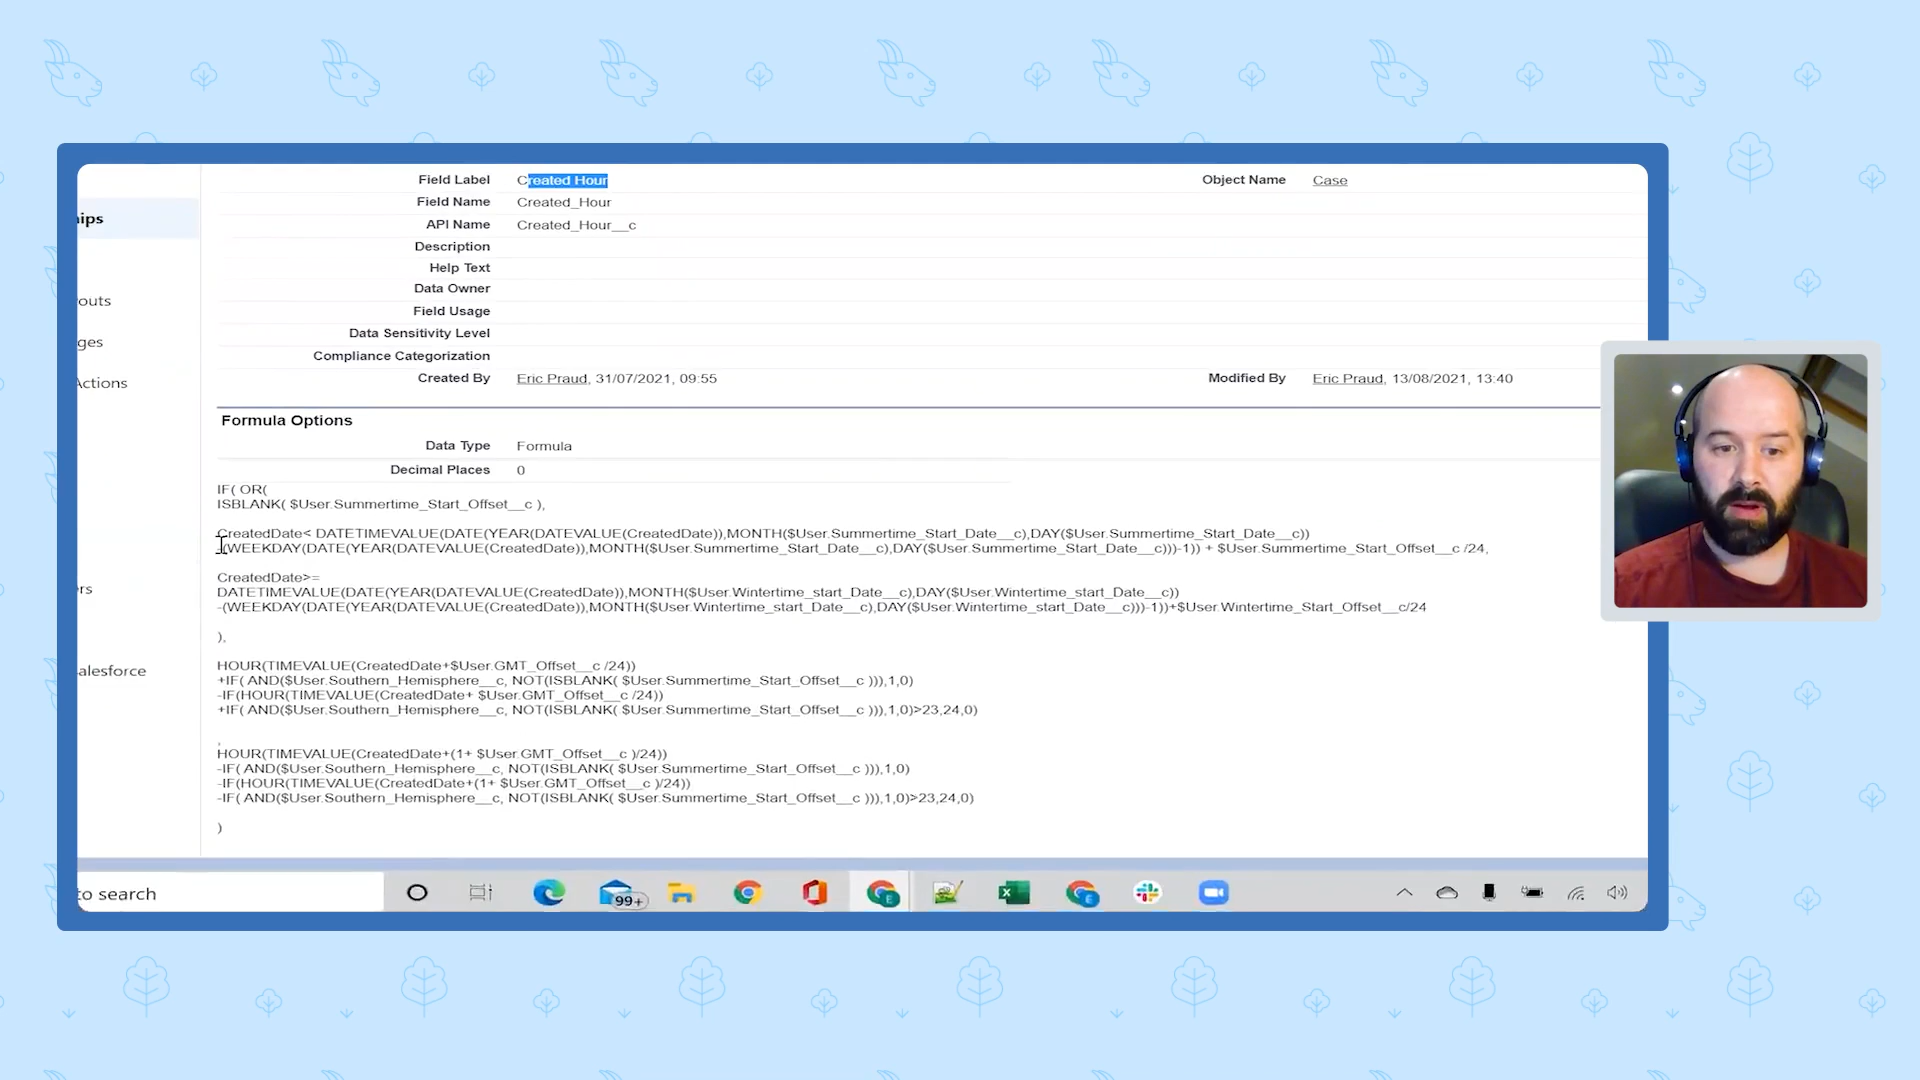 Field Label Created Hour Object Name Case
Field Name Created_Hour
API Name Created_Hour__c
Description
Help Text
Data Owner
Field Usage
Data Sensitivity Level
Compliance Categorization
Created By Eric Praud, 31/07/2021, 09:55 Modified By Eric Praud, 13/08/2021, 13:40
Formula Options
Data Type Formula
Decimal Places 0
IF( OR(
ISBLANK( $User.Summertime_Start_Offset__c ),
CreatedDate< DATETIMEVALUE(DATE(YEAR(DATEVALUE(CreatedDate)),MONTH($User.Summertime_Start_Date__c),DAY($User.Summertime_Start_Date__c))
-(WEEKDAY(DATE(YEAR(DATEVALUE(CreatedDate)),MONTH($User.Summertime_Start_Date__c),DAY($User.Summertime_Start_Date__c)))-1)) + $User.Summertime_Start_Offset__c /24,
CreatedDate>=
DATETIMEVALUE(DATE(YEAR(DATEVALUE(CreatedDate)),MONTH($User.Wintertime_start_Date__c),DAY($User.Wintertime_start_Date__c))
-(WEEKDAY(DATE(YEAR(DATEVALUE(CreatedDate)),MONTH($User.Wintertime_start_Date__c),DAY($User.Wintertime_start_Date__c)))-1))+$User.Wintertime_Start_Offset__c/24
),
HOUR(TIMEVALUE(CreatedDate+$User.GMT_Offset__c /24))
+IF( AND($User.Southern_Hemisphere__c, NOT(ISBLANK( $User.Summertime_Start_Offset__c ))),1,0)
-IF(HOUR(TIMEVALUE(CreatedDate+ $User.GMT_Offset__c /24))
+IF( AND($User.Southern_Hemisphere__c, NOT(ISBLANK( $User.Summertime_Start_Offset__c ))),1,0)>23,24,0)
,
HOUR(TIMEVALUE(CreatedDate+(1+ $User.GMT_Offset__c )/24))
-IF( AND($User.Southern_Hemisphere__c, NOT(ISBLANK( $User.Summertime_Start_Offset__c ))),1,0)
-IF(HOUR(TIMEVALUE(CreatedDate+(1+ $User.GMT_Offset__c )/24))
-IF( AND($User.Southern_Hemisphere__c, NOT(ISBLANK( $User.Summertime_Start_Offset__c ))),1,0)>23,24,0)
)
ips
outs
ges
Actions
rs
alesforce
to search
99+